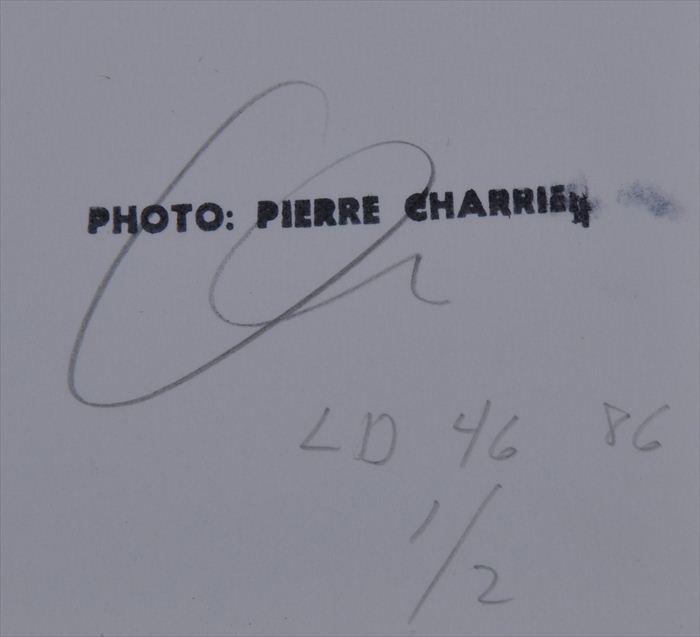 PHOTO: PIERRE CHARRIER
LD 46 86
1/2